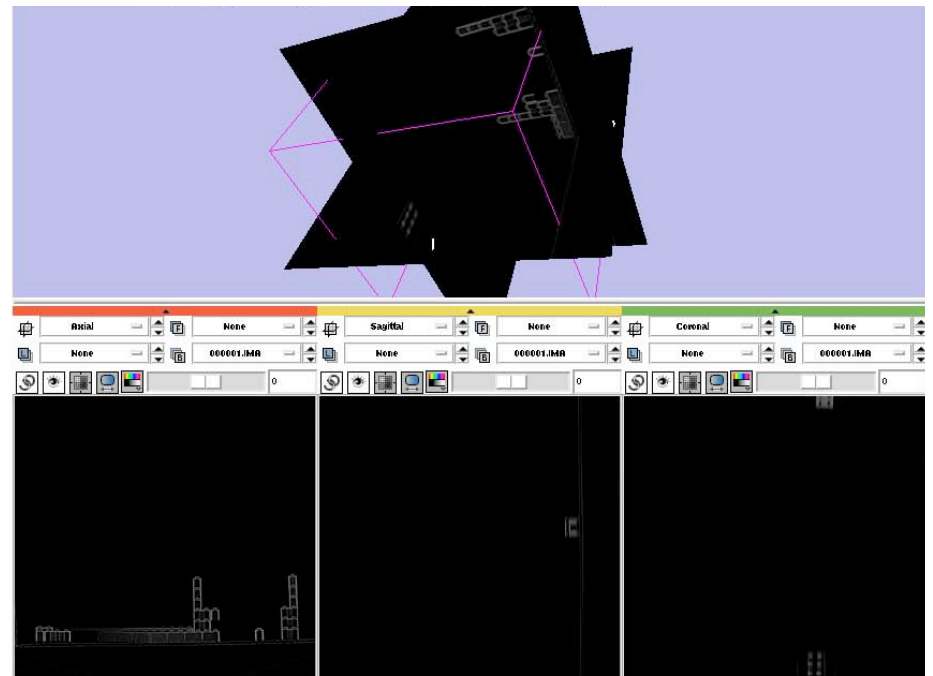 Axial F None Sagittal F None Coronal F None
L None B 000001.IMA L None B 000001.IMA L None B 000001.IMA
0 0 0